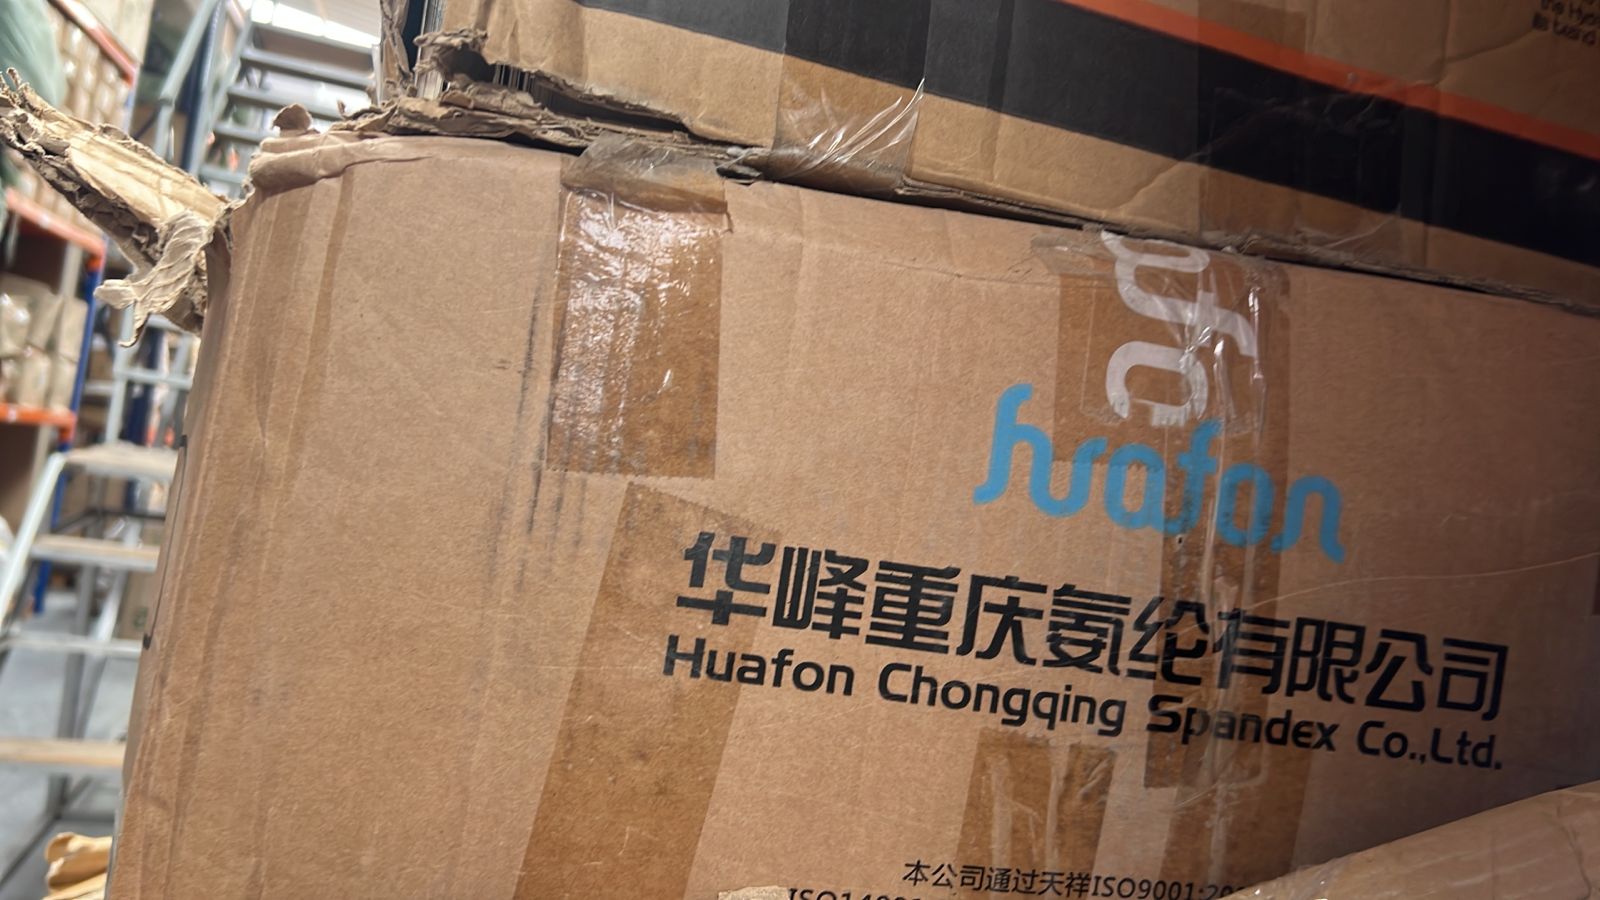 huafon
华峰重庆氨纶有限公司
Huafon Chongqing Spandex Co.,Ltd.
本公司通过天祥ISO9001:20